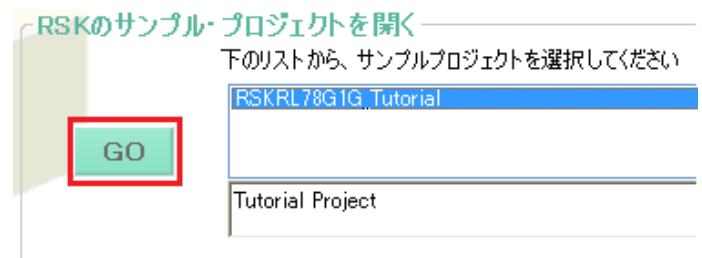 RSKのサンプル・プロジェクトを開く
下のリストから、サンプルプロジェクトを選択してください
RSKRL78G1G_Tutorial
GO
Tutorial Project